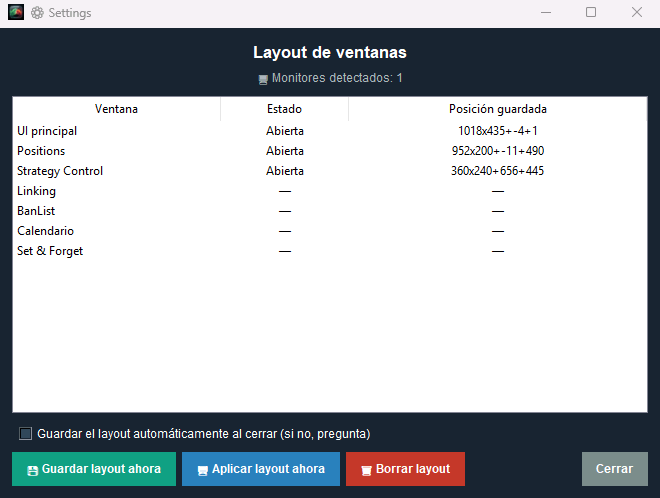 Settings
Layout de ventanas
Monitores detectados: 1
Ventana Estado Posición guardada
UI principal Abierta 1018x435+-4+1
Positions Abierta 952x200+-11+490
Strategy Control Abierta 360x240+656+445
Linking — —
BanList — —
Calendario — —
Set & Forget — —
Guardar el layout automáticamente al cerrar (si no, pregunta)
Guardar layout ahora Aplicar layout ahora Borrar layout Cerrar